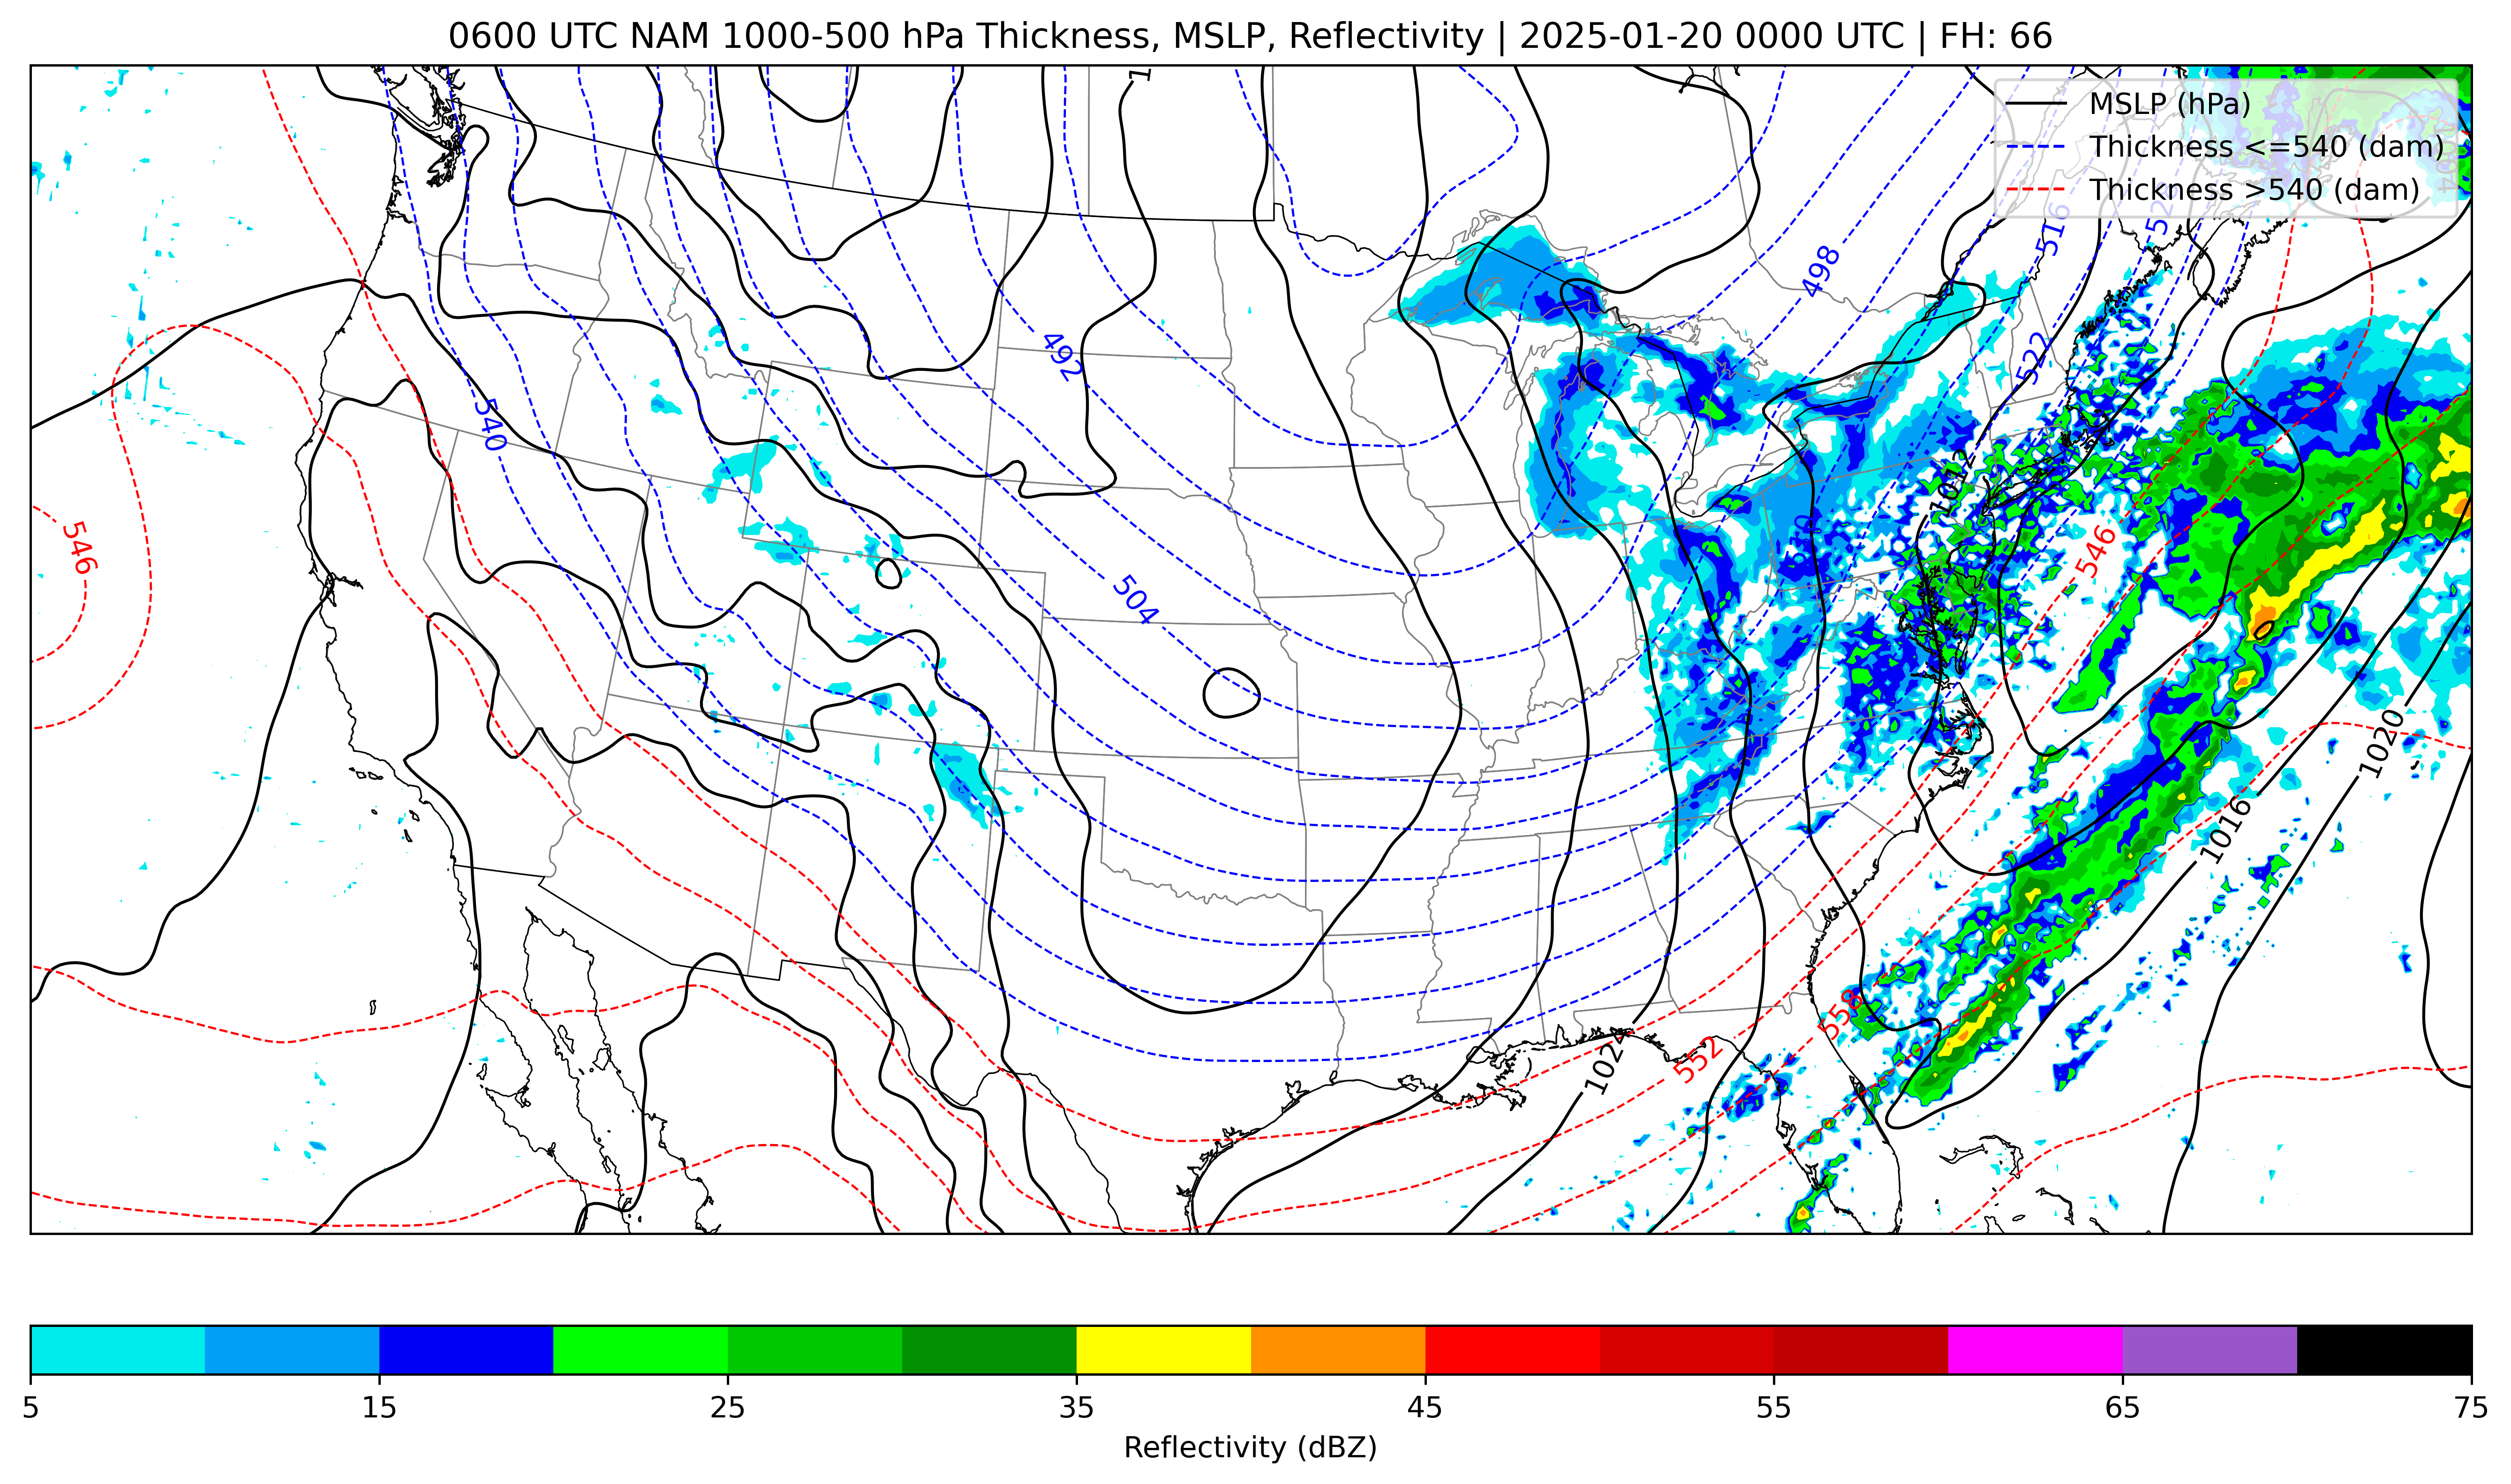 0600 UTC NAM 1000-500 hPa Thickness, MSLP, Reflectivity | 2025-01-20 0000 UTC | FH: 66
MSLP (hPa)
Thickness <=540 (dam)
Thickness >540 (dam)
516
498
492
522
540
1012
546
546
504
1020
1016
558
552
5 15 25 35 45 55 65 75
Reflectivity (dBZ)